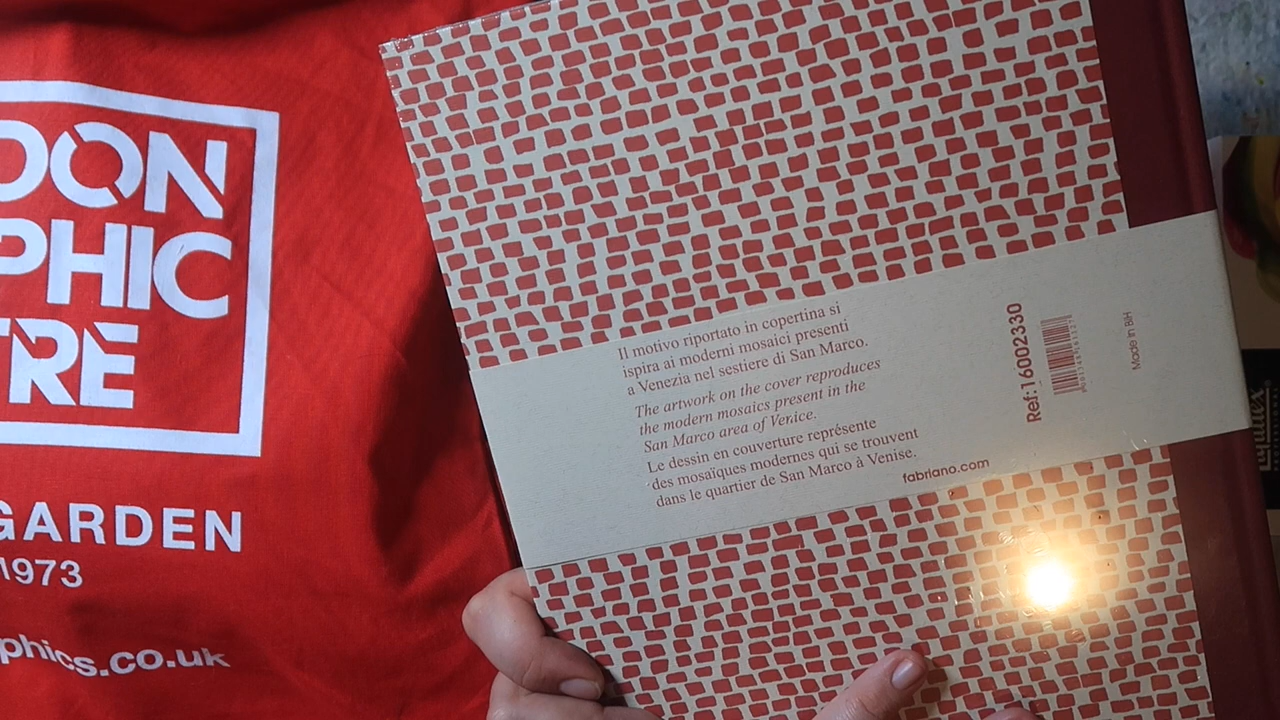 DON
PHIC
TRE
GARDEN
1973
phics.co.uk
Il motivo riportato in copertina si
ispira ai moderni mosaici presenti
a Venezia nel sestiere di San Marco.
The artwork on the cover reproduces
the modern mosaics present in the
San Marco area of Venice.
Le dessin en couverture représente
des mosaïques modernes qui se trouvent
dans le quartier de San Marco à Venise.
fabriano.com
Ref:16002330
Made in BiH
Liquitex